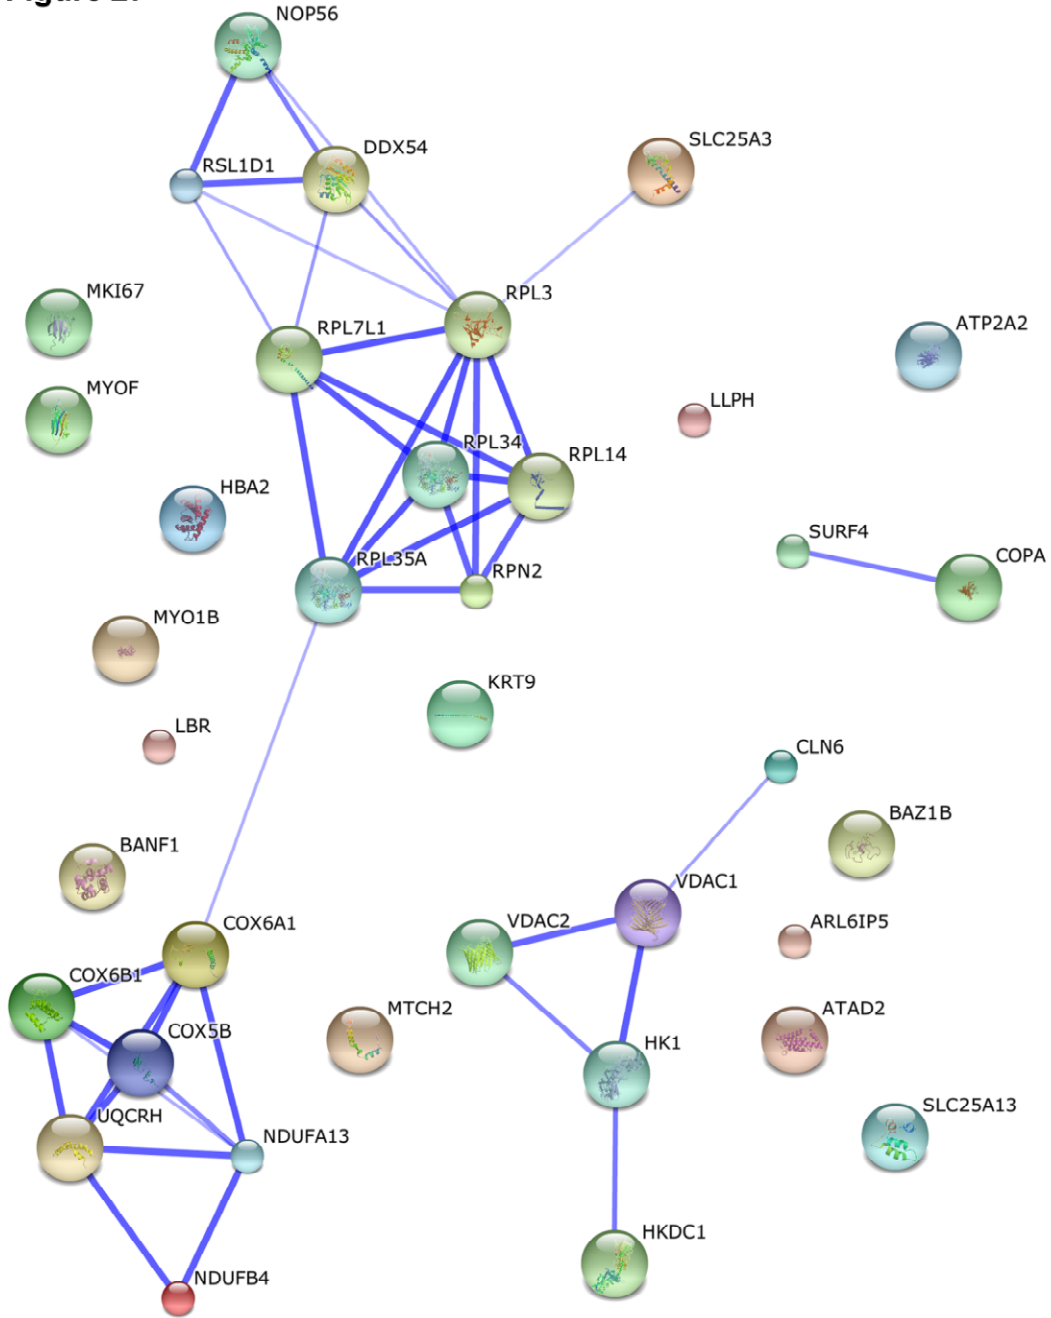 NOP56
SLC25A3
DDX54
RSL1D1
MKI67
RPL3
RPL7L1
ATP2A2
MYOF
LLPH
RPL34
RPL14
HBA2
SURF4
COPA
RPL35A
RPN2
MYO1B
KRT9
LBR
CLN6
BAZ1B
BANF1
VDAC1
COX6A1
VDAC2
ARL6IP5
COX6B1
MTCH2
ATAD2
COX5B
HK1
SLC25A13
UQCRH
NDUFA13
HKDC1
NDUFB4